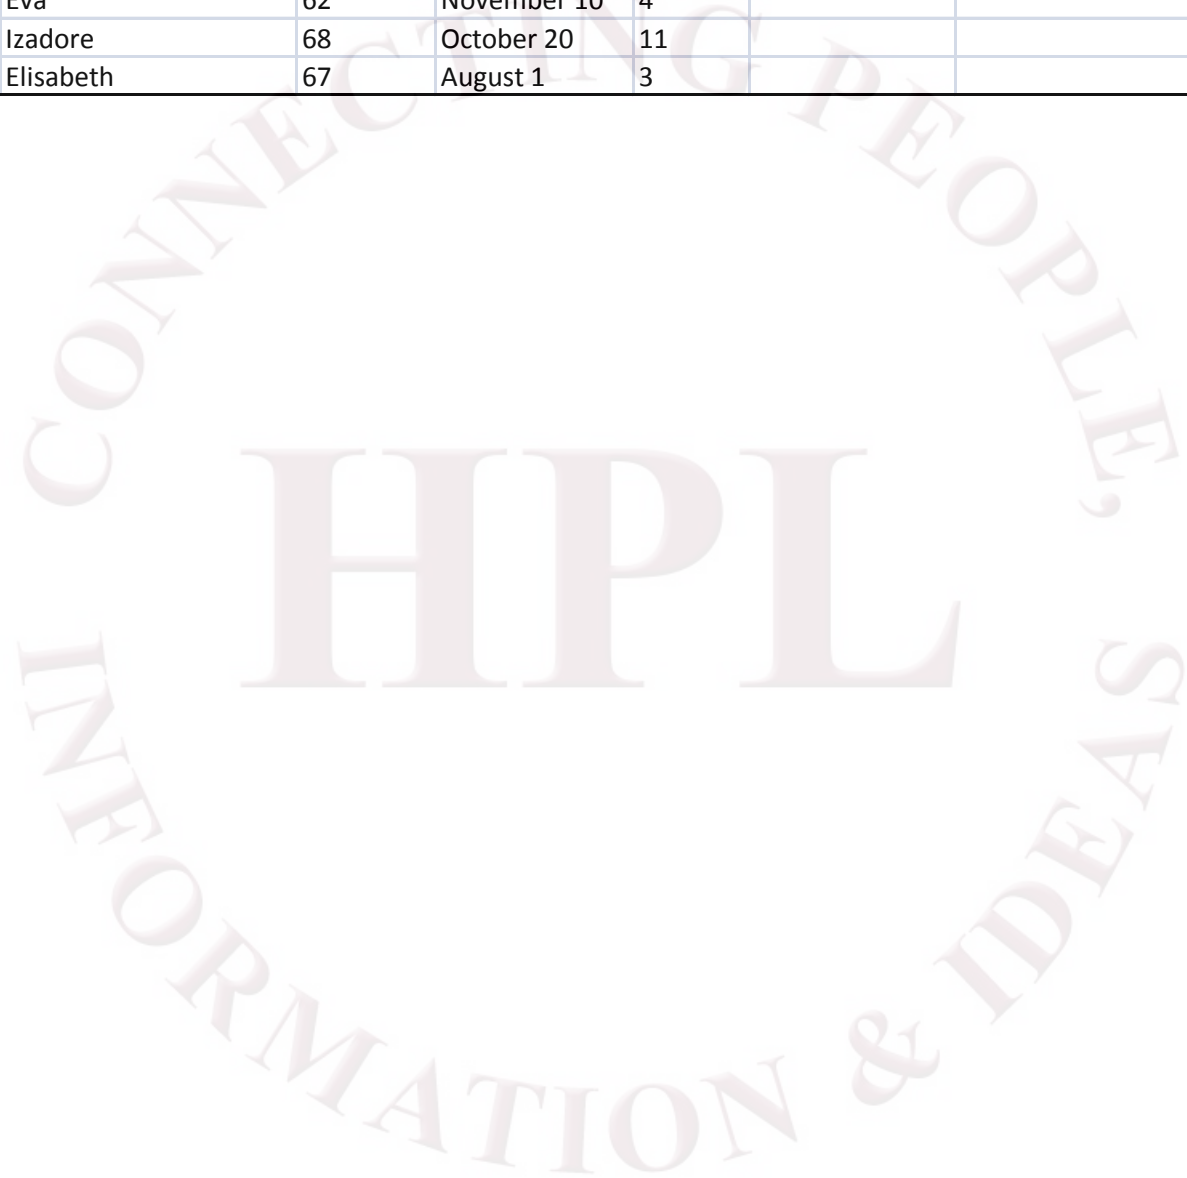 Eva 62 November 10 4
Izadore 68 October 20 11
Elisabeth 67 August 1 3
CONNECTING PEOPLE,
HPL
INFORMATION & IDEAS